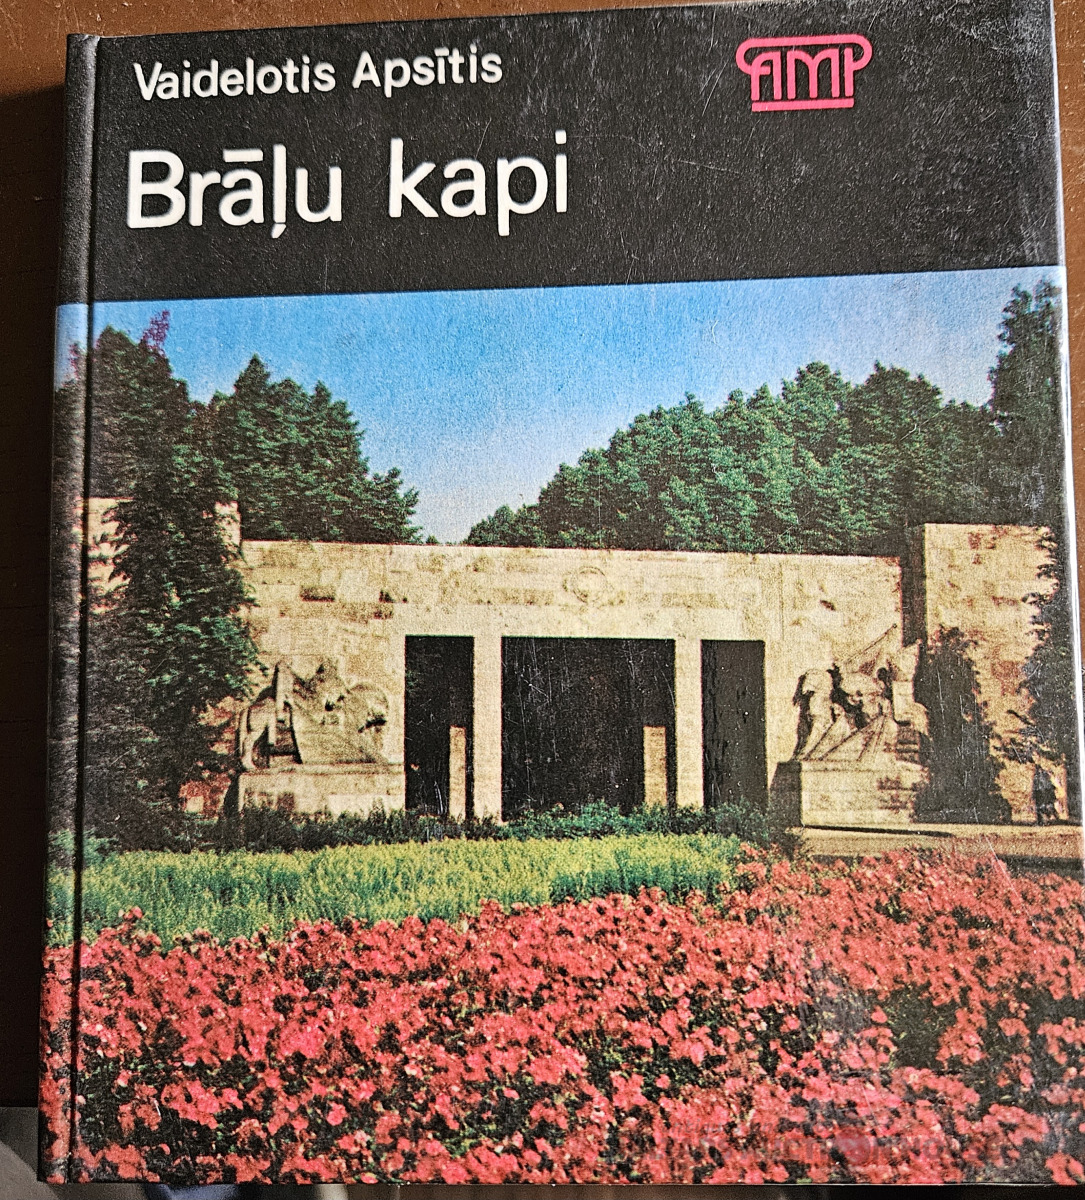 Vaidelotis Apsītis
AMP
Brāļu kapi